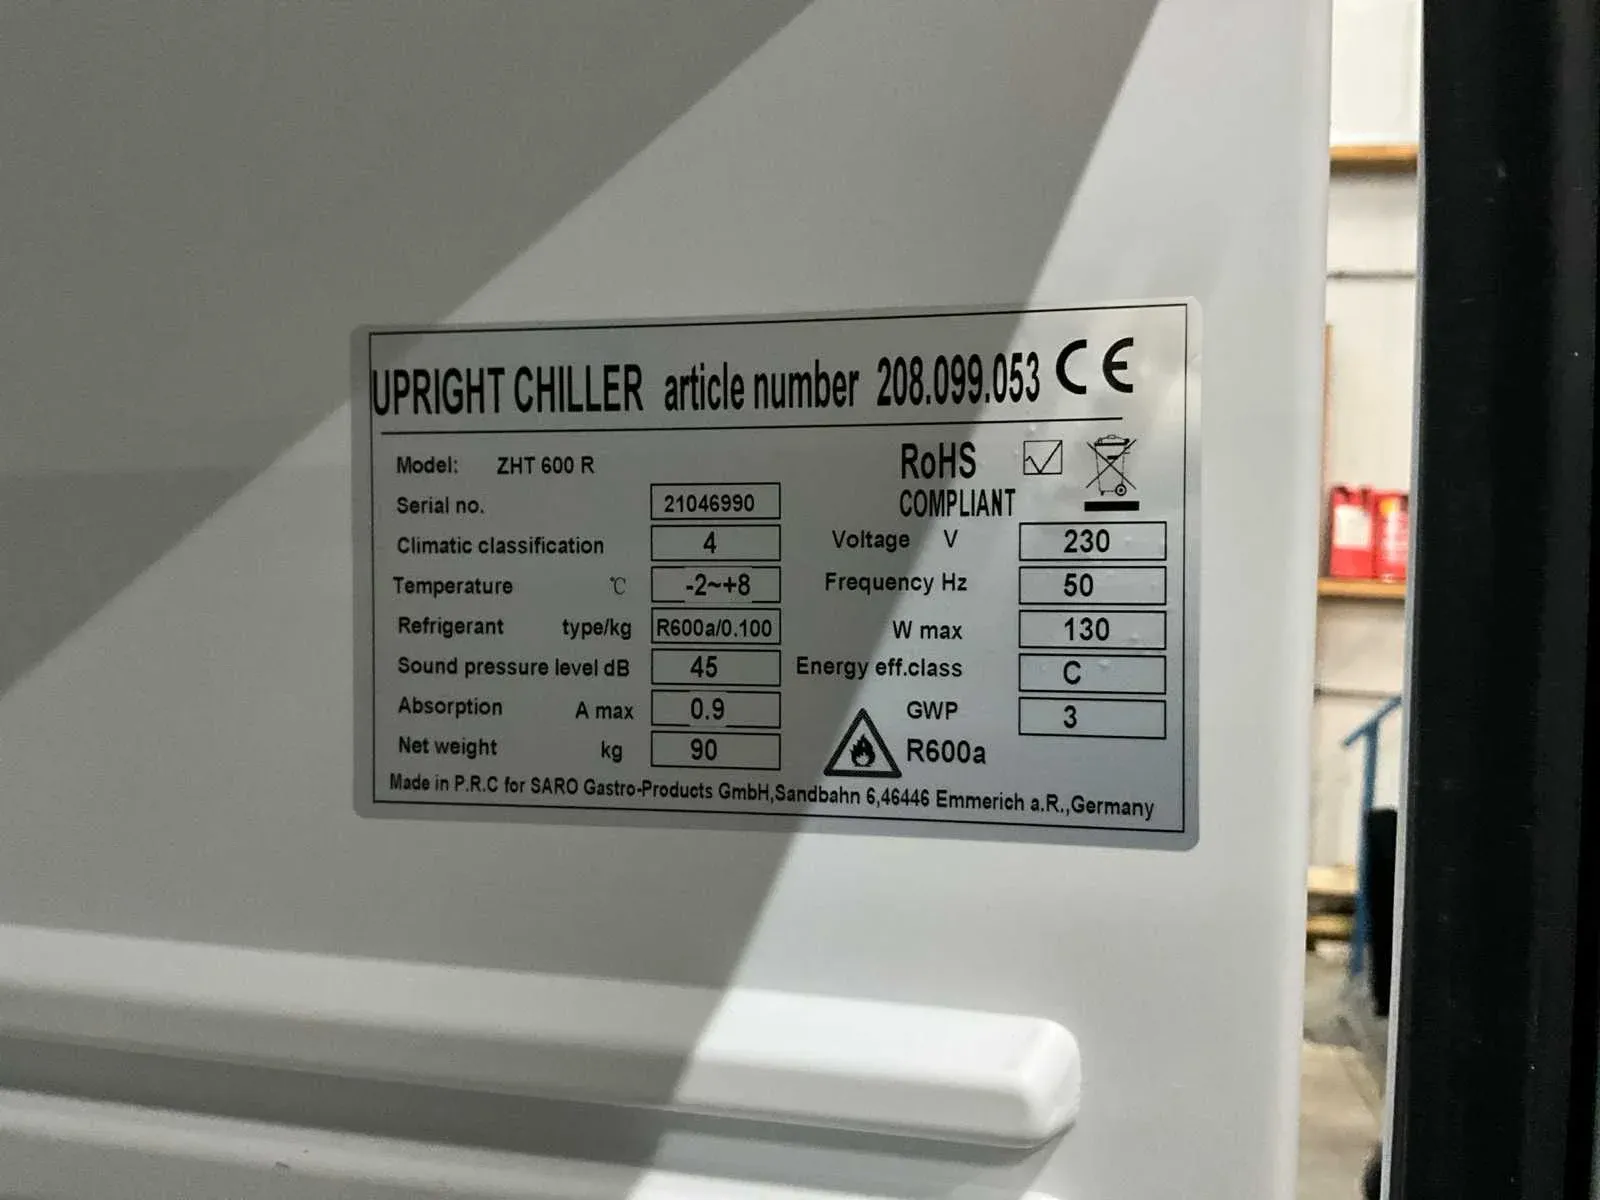 UPRIGHT CHILLER article number 208.099.053 CE
Model: ZHT 600 R
RoHS
COMPLIANT
Serial no. 21046990
Climatic classification 4
Temperature ℃ -2~+8
Refrigerant type/kg R600a/0.100
Sound pressure level dB 45
Absorption A max 0.9
Net weight kg 90
Voltage V 230
Frequency Hz 50
W max 130
Energy eff.class C
GWP 3
R600a
Made in P.R.C for SARO Gastro-Products GmbH,Sandbahn 6,46446 Emmerich a.R.,Germany